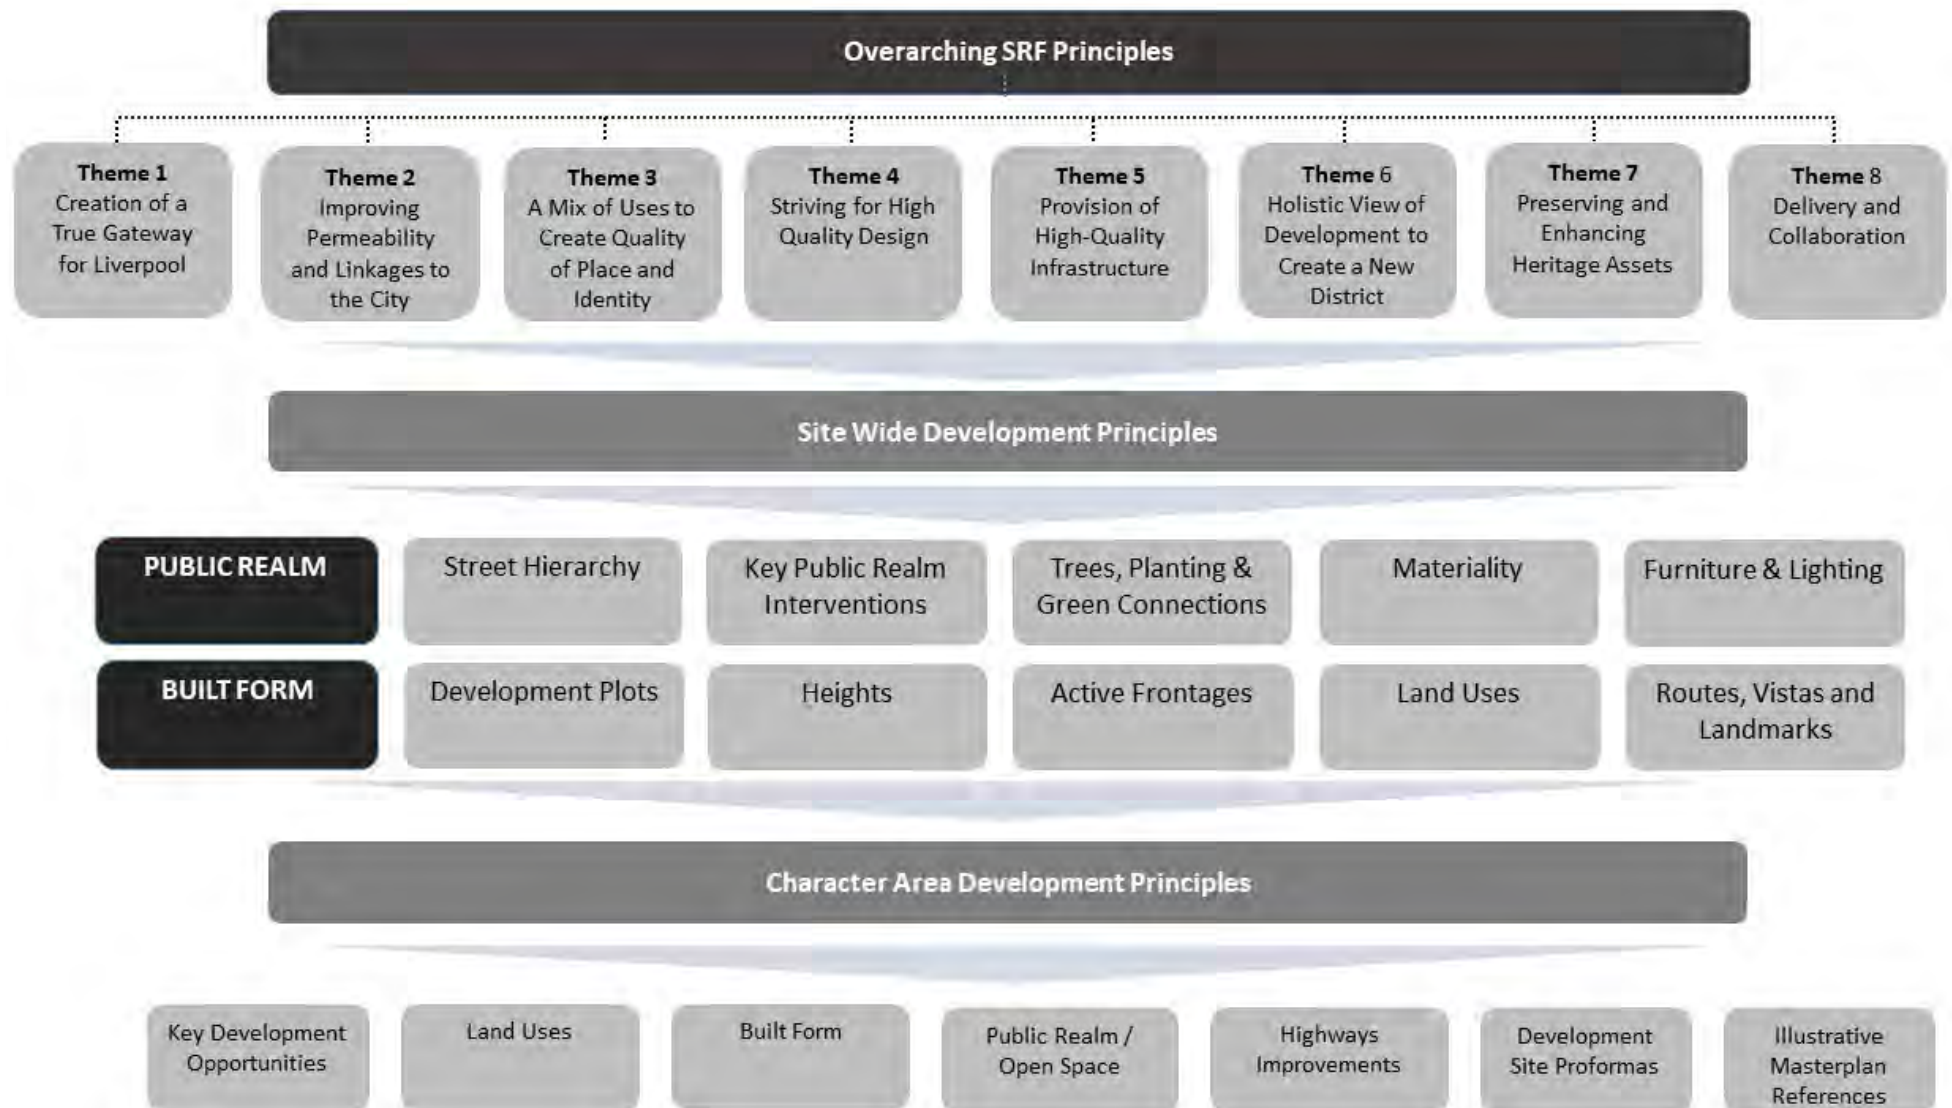 Overarching SRF Principles
Theme 1
Creation of a
True Gateway
for Liverpool
Theme 2
Improving
Permeability
and Linkages to
the City
Theme 3
A Mix of Uses to
Create Quality
of Place and
Identity
Theme 4
Striving for High
Quality Design
Theme 5
Provision of
High-Quality
Infrastructure
Theme 6
Holistic View of
Development to
Create a New
District
Theme 7
Preserving and
Enhancing
Heritage Assets
Theme 8
Delivery and
Collaboration
Site Wide Development Principles
PUBLIC REALM
Street Hierarchy
Key Public Realm
Interventions
Trees, Planting &
Green Connections
Materiality
Furniture & Lighting
BUILT FORM
Development Plots
Heights
Active Frontages
Land Uses
Routes, Vistas and
Landmarks
Character Area Development Principles
Key Development
Opportunities
Land Uses
Built Form
Public Realm /
Open Space
Highways
Improvements
Development
Site Proformas
Illustrative
Masterplan
References